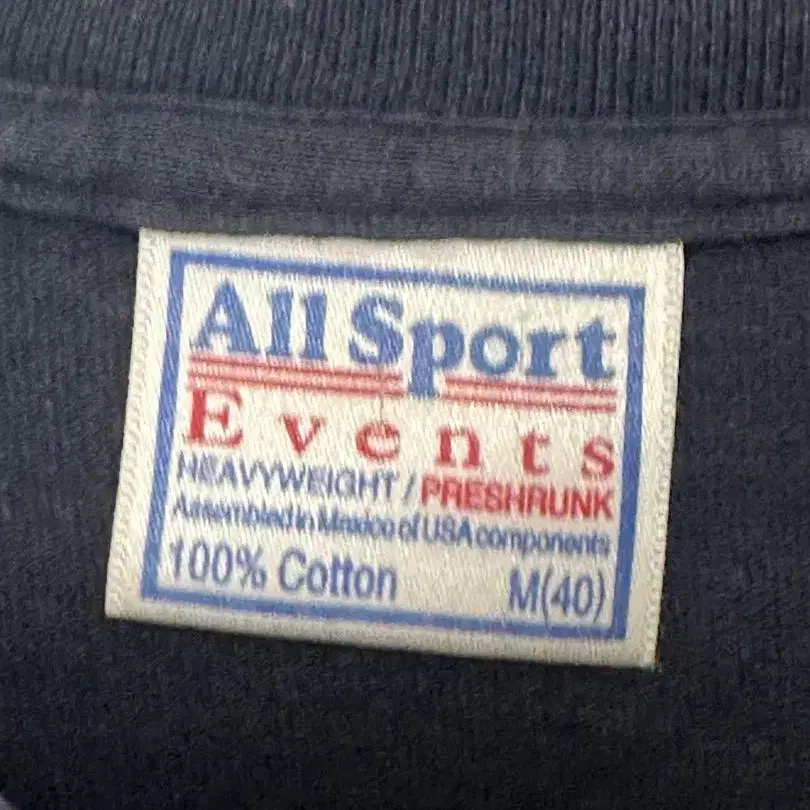 All Sport
Events
HEAVYWEIGHT / PRESHRUNK
Assembled in Mexico of USA components
100% Cotton M(40)